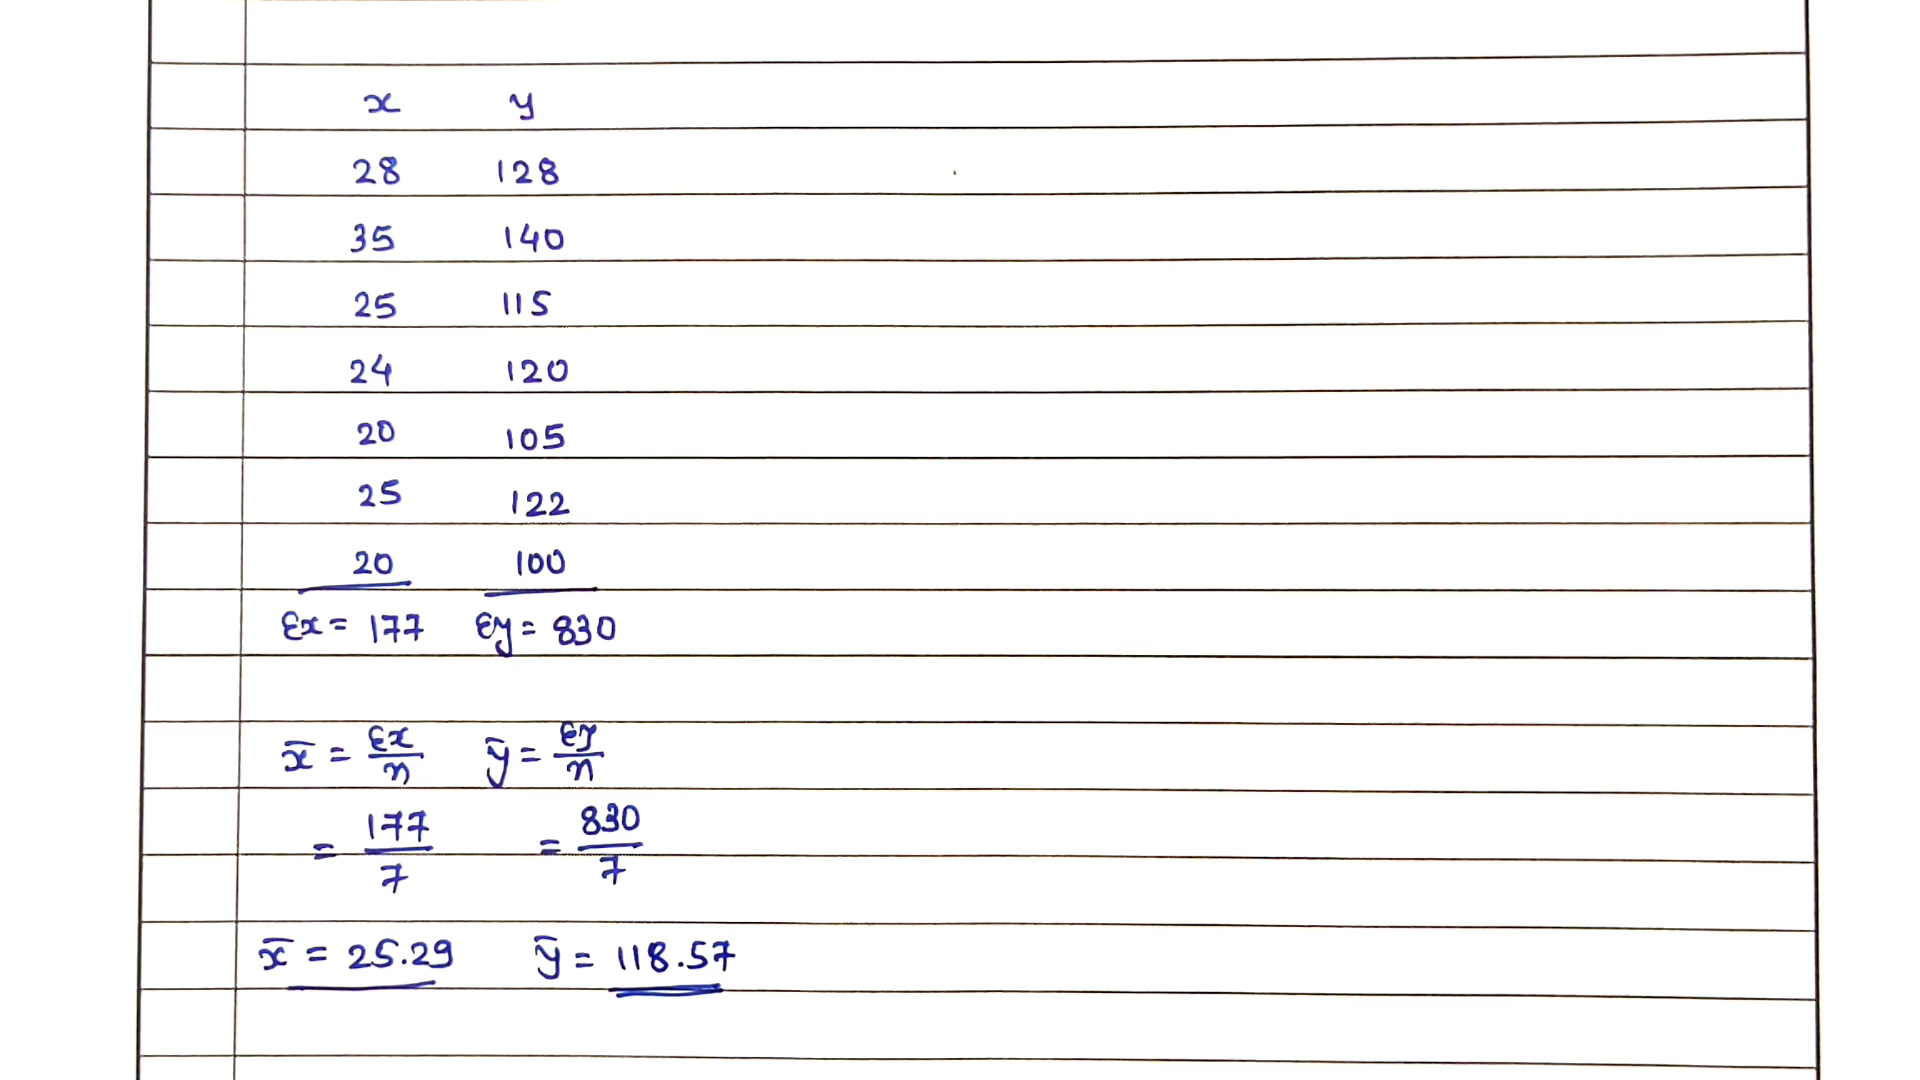 x y
28 128
35 140
25 115
24 120
20 105
25 122
20 100
Σx = 177 Σy = 830
x̄ = Σx/n ȳ = Σy/n
= 177/7 = 830/7
x̄ = 25.29 ȳ = 118.57